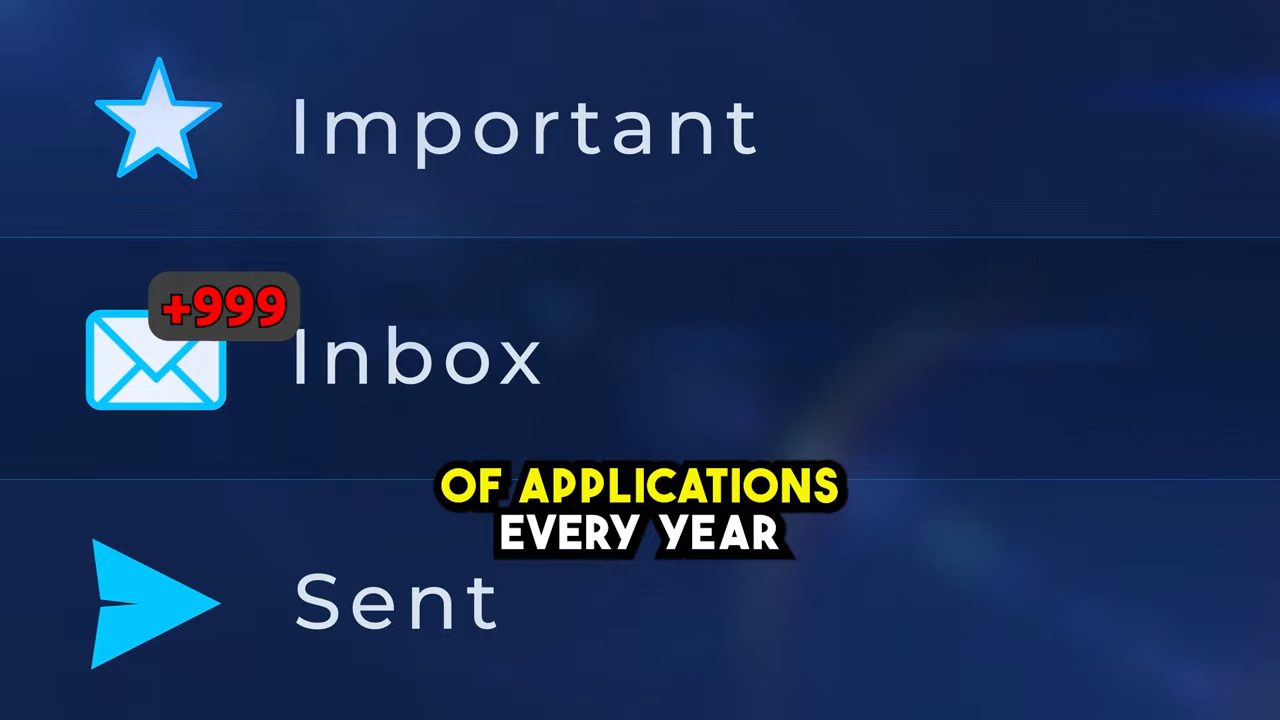 Important
+999
Inbox
OF APPLICATIONS
EVERY YEAR
Sent